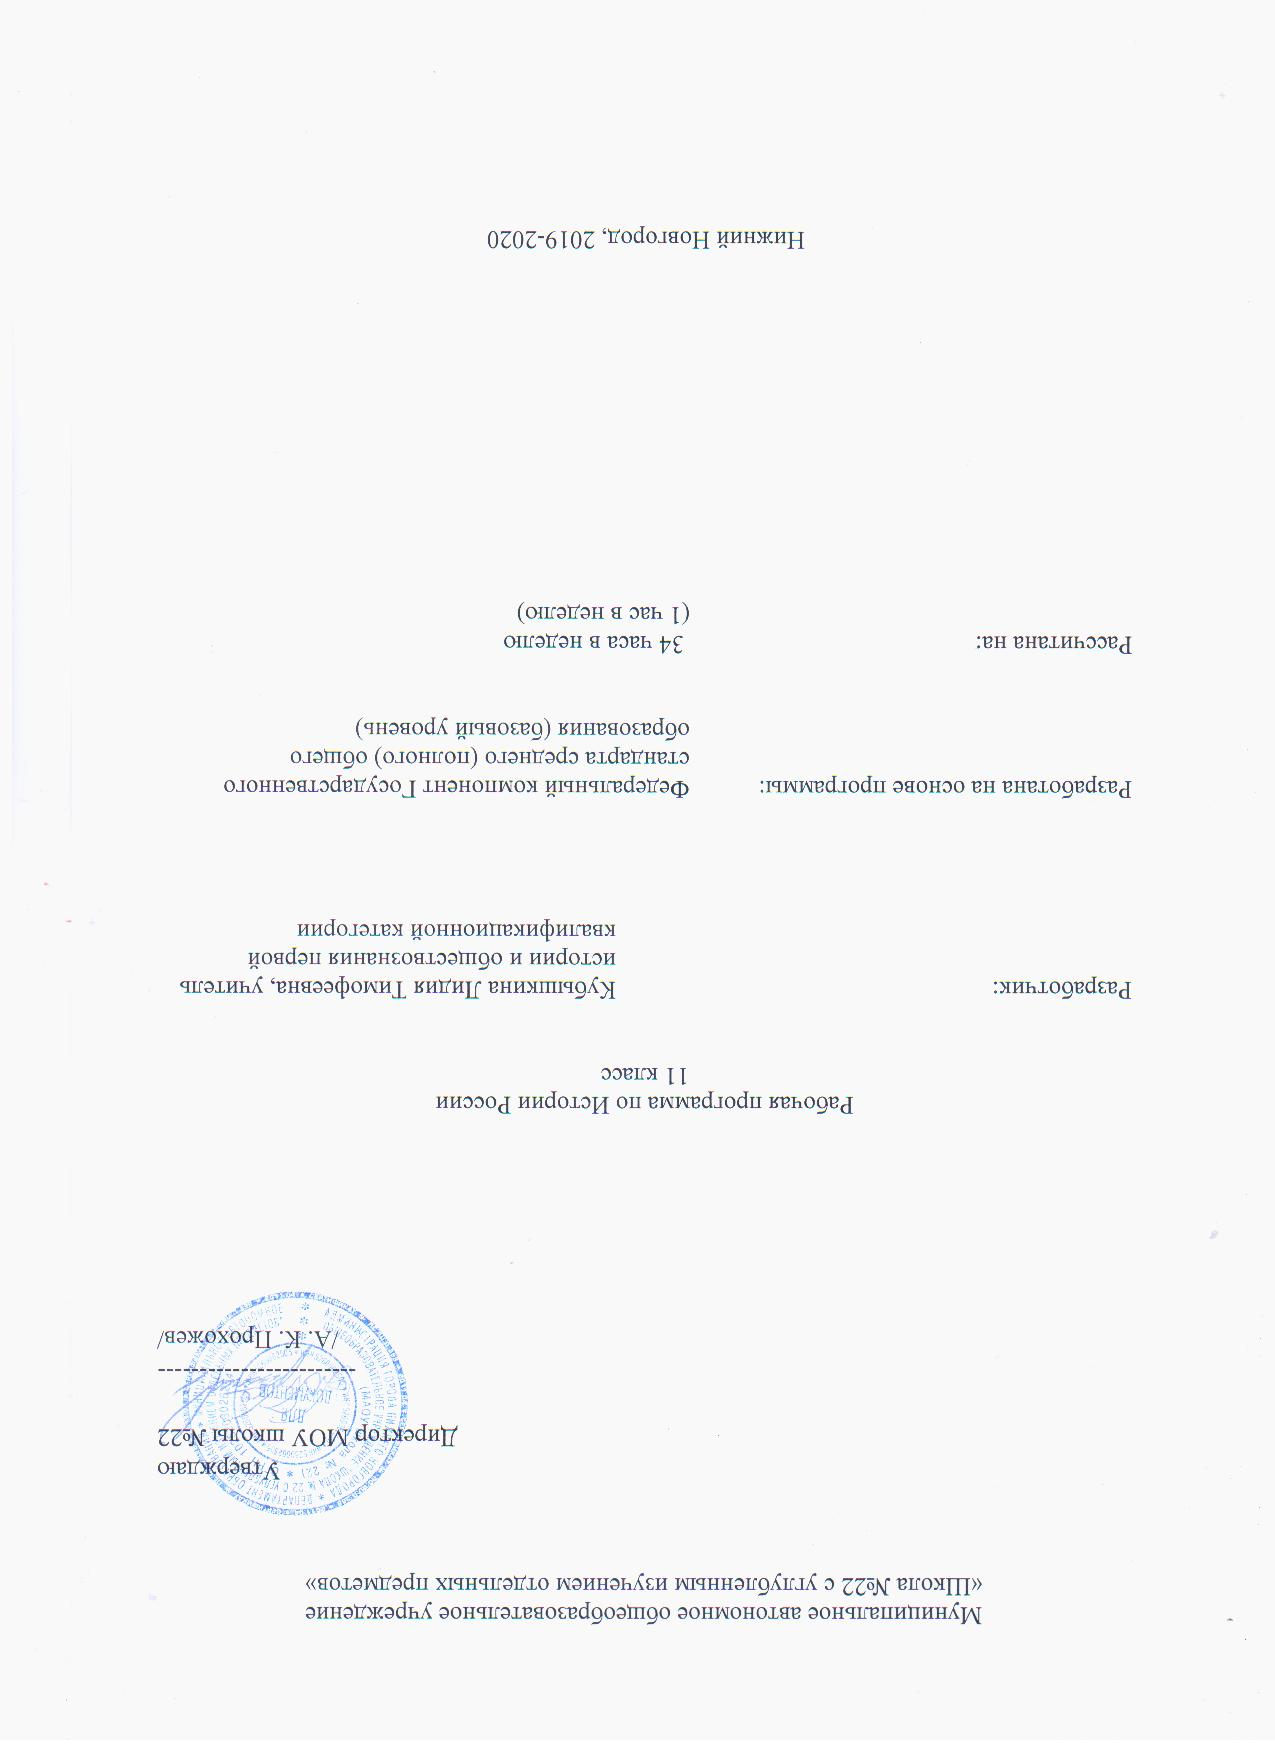 Муниципальное автономное общеобразовательное учреждение
«Школа №22 с углубленным изучением отдельных предметов»
Утверждаю
Директор МОУ школы №22
------------------------
/А. К. Прохожев/
ДЛЯ
ДОКУМЕНТОВ
Рабочая программа по Истории России
11 класс
Разработчик: Кубышкина Лидия Тимофеевна, учитель
истории и обществознания первой
квалификационной категории
Разработана на основе программы: Федеральный компонент Государственного
стандарта среднего (полного) общего
образования (базовый уровень)
Рассчитана на: 34 часа в неделю
(1 час в неделю)
Нижний Новгород, 2019-2020